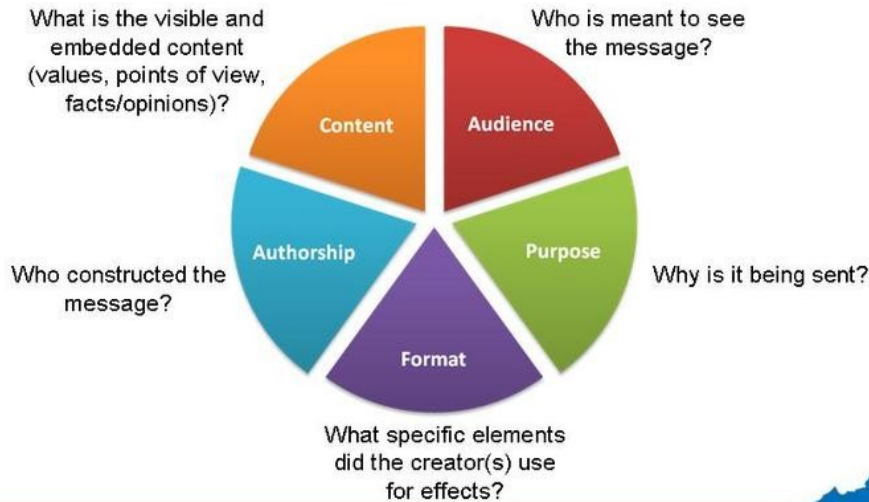 What is the visible and
embedded content
(values, points of view,
facts/opinions)?
Content
Who is meant to see
the message?
Audience
Who constructed the
message?
Authorship
Purpose
Why is it being sent?
Format
What specific elements
did the creator(s) use
for effects?